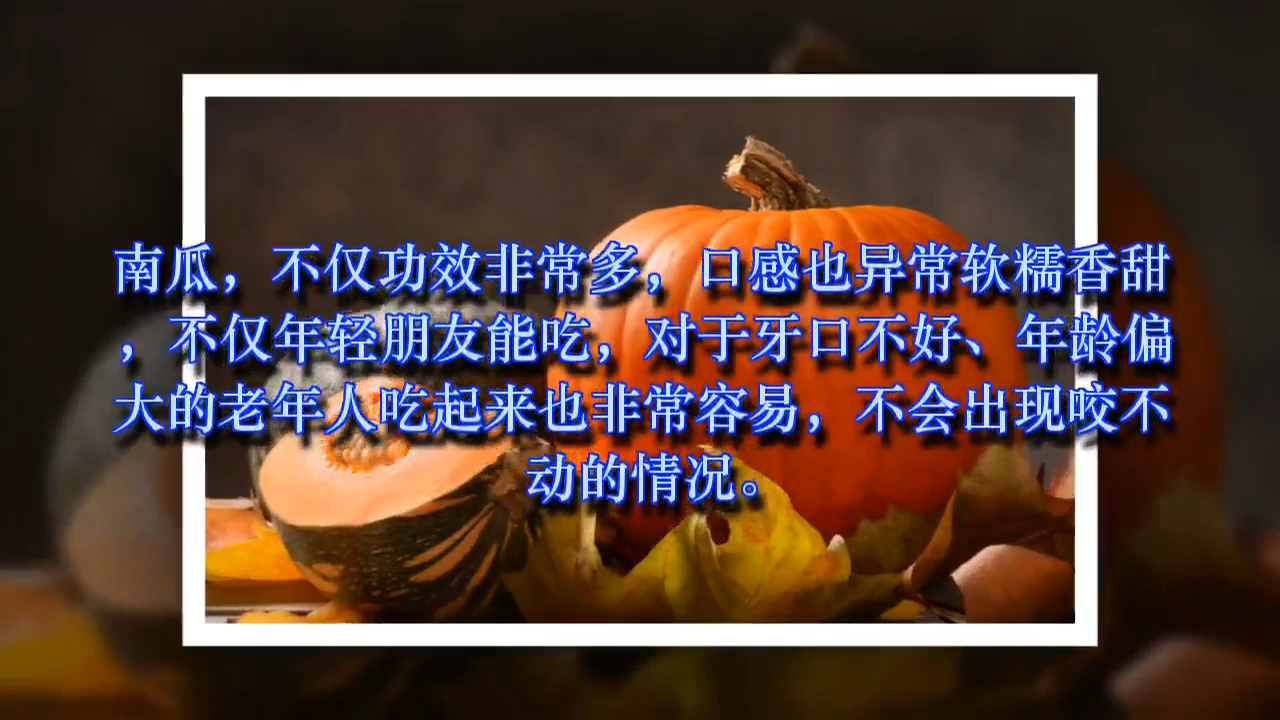 南瓜，不仅功效非常多，口感也异常软糯香甜
，不仅年轻朋友能吃，对于牙口不好、年龄偏
大的老年人吃起来也非常容易，不会出现咬不
动的情况。